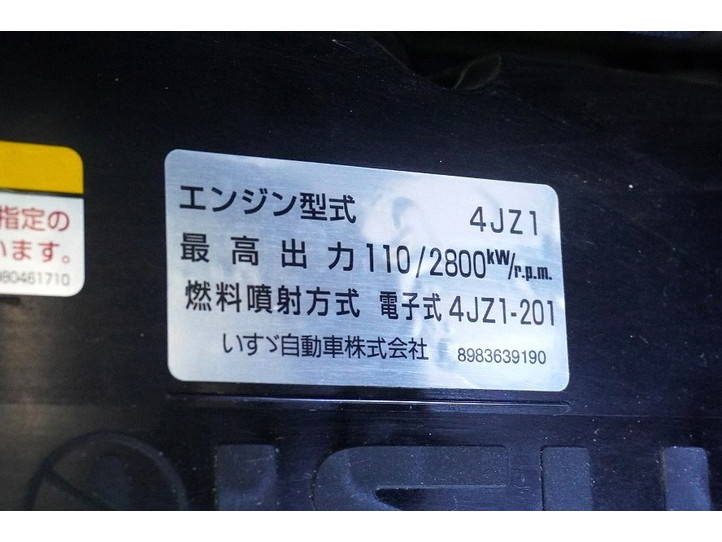 エンジン型式 4JZ1
最高出力 110/2800kW/r.p.m.
燃料噴射方式 電子式 4JZ1-201
いすゞ自動車株式会社 8983639190
指定の
います。
980461710
ISU